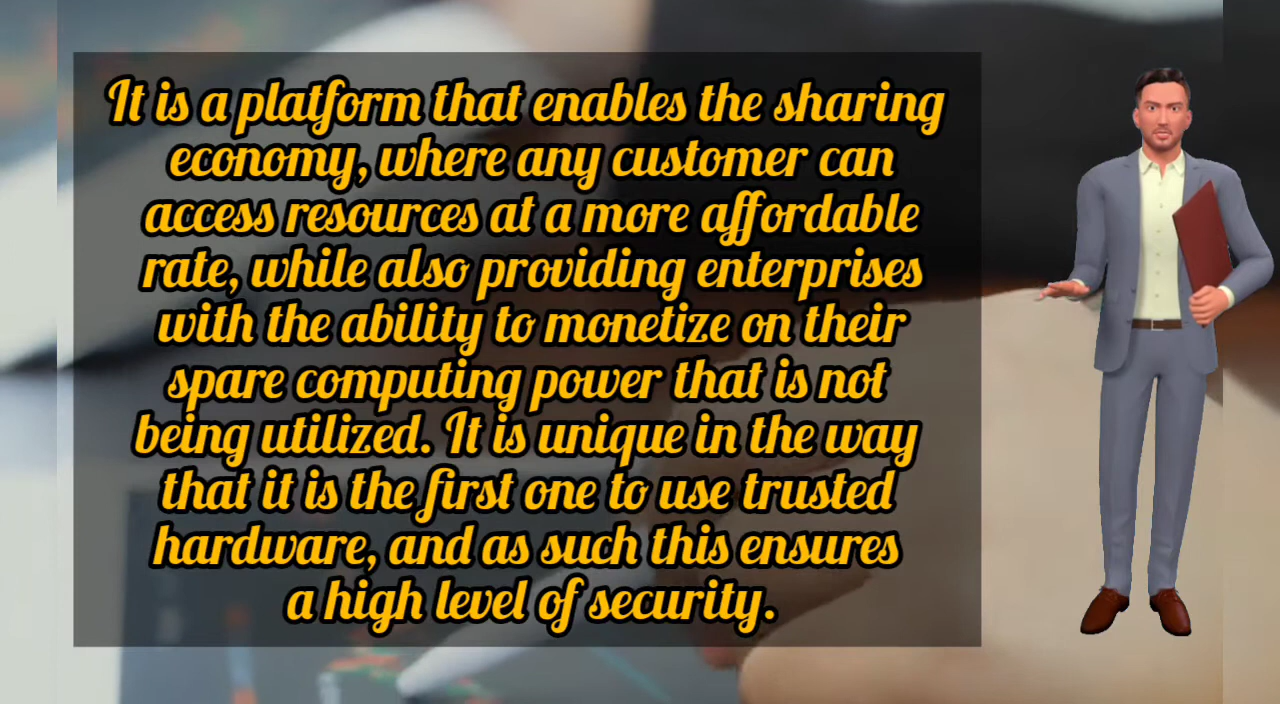 It is a platform that enables the sharing
economy, where any customer can
access resources at a more affordable
rate, while also providing enterprises
with the ability to monetize on their
spare computing power that is not
being utilized. It is unique in the way
that it is the first one to use trusted
hardware, and as such this ensures
a high level of security.